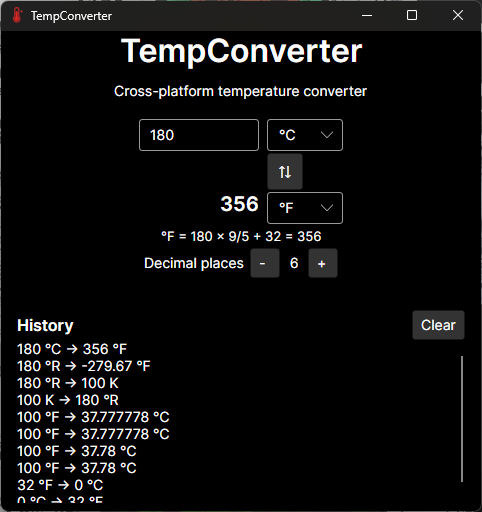 TempConverter
TempConverter
Cross-platform temperature converter
180 °C
356 °F
°F = 180 × 9/5 + 32 = 356
Decimal places - 6 +
History Clear
180 °C → 356 °F
180 °R → -279.67 °F
180 °R → 100 K
100 K → 180 °R
100 °F → 37.777778 °C
100 °F → 37.777778 °C
100 °F → 37.78 °C
100 °F → 37.78 °C
32 °F → 0 °C
0 °C → 32 °F